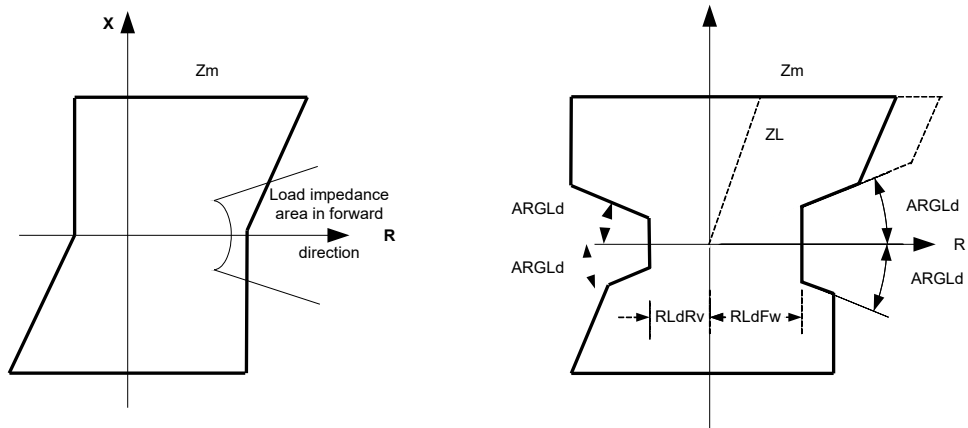 X
Zm
Load impedance
area in forward
direction
R
Zm
ZL
ARGLd
ARGLd
ARGLd
ARGLd
R
RLdRv
RLdFw